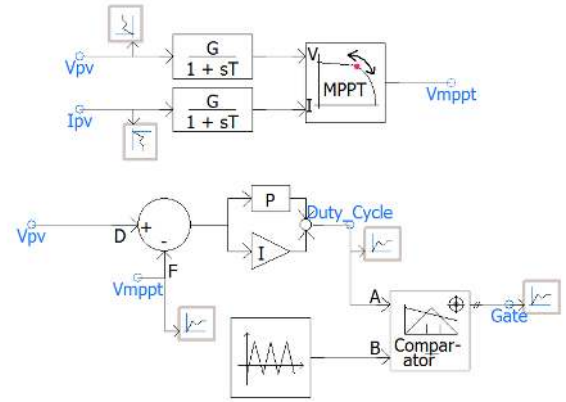 Vpv
G
1 + sT
V
MPPT
Vmppt
Ipv
G
1 + sT
I
P
Duty_Cycle
Vpv
D
+
-
I
F
Vmppt
A
B
Compar-
ator
Gate